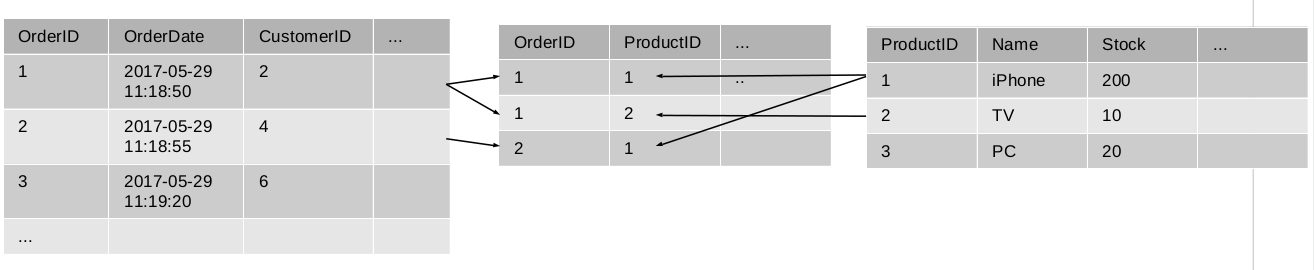 OrderID OrderDate CustomerID ...
1 2017-05-29 2
11:18:50
2 2017-05-29 4
11:18:55
3 2017-05-29 6
11:19:20
...
OrderID ProductID ...
1 1 ..
1 2
2 1
ProductID Name Stock ...
1 iPhone 200
2 TV 10
3 PC 20